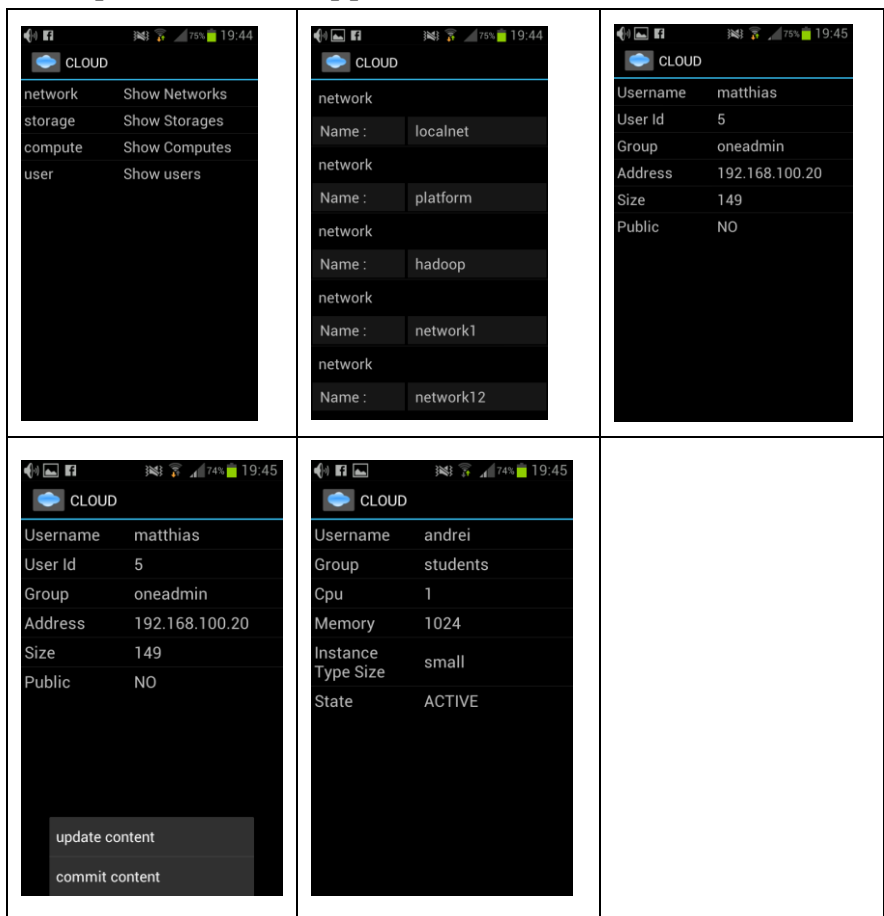 75% 19:44
CLOUD
network Show Networks
storage Show Storages
compute Show Computes
user Show users
75% 19:44
CLOUD
network
Name : localnet
network
Name : platform
network
Name : hadoop
network
Name : network1
network
Name : network12
75% 19:45
CLOUD
Username matthias
User Id 5
Group oneadmin
Address 192.168.100.20
Size 149
Public NO
74% 19:45
CLOUD
Username matthias
User Id 5
Group oneadmin
Address 192.168.100.20
Size 149
Public NO
update content
commit content
74% 19:45
CLOUD
Username andrei
Group students
Cpu 1
Memory 1024
Instance
Type Size small
State ACTIVE